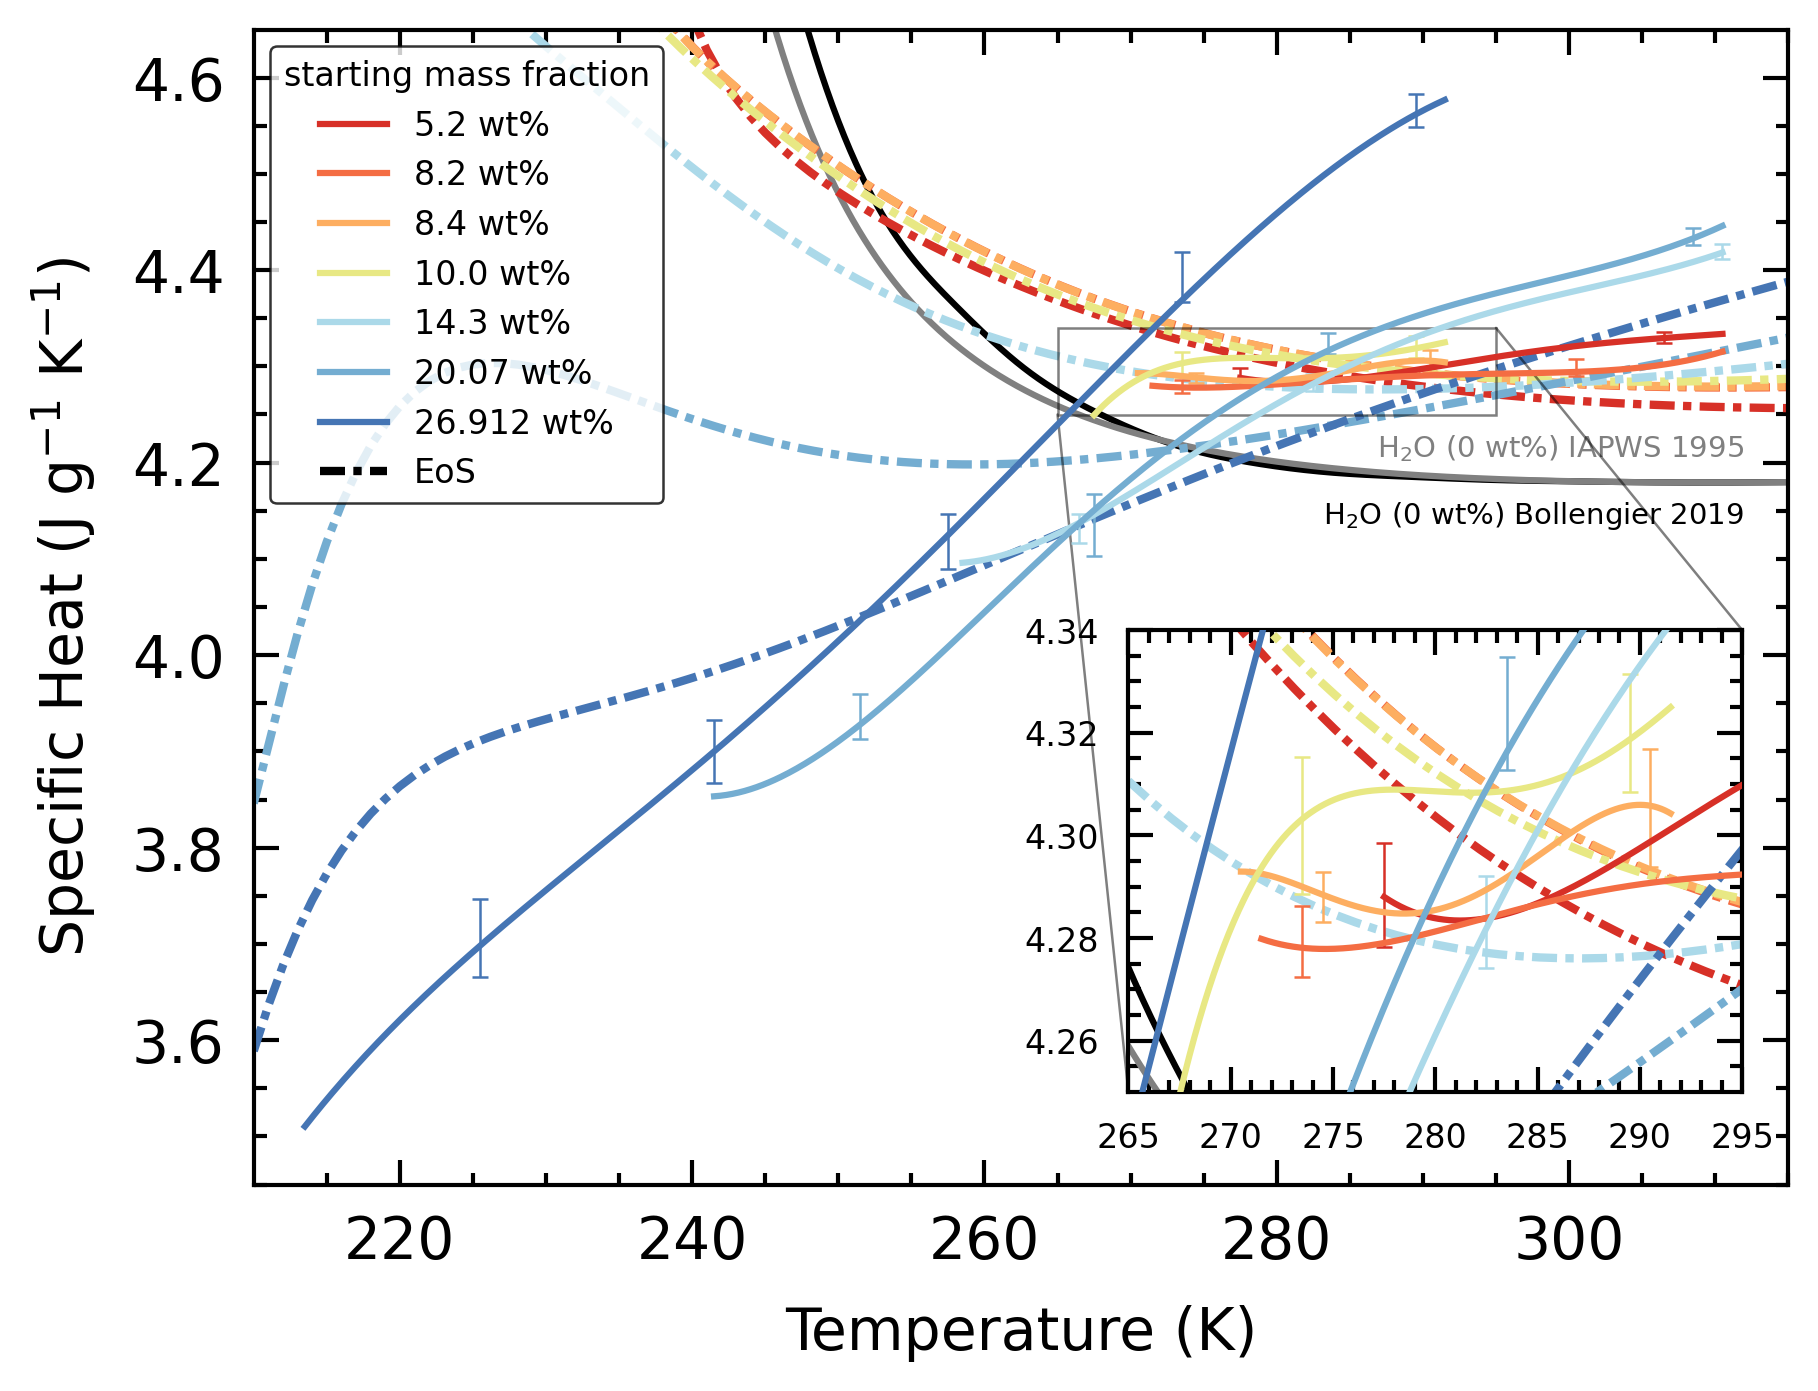 starting mass fraction
5.2 wt%
8.2 wt%
8.4 wt%
10.0 wt%
14.3 wt%
20.07 wt%
26.912 wt%
EoS
4.6
4.4
4.2
4.0
3.8
3.6
Specific Heat (J g⁻¹ K⁻¹)
H₂O (0 wt%) IAPWS 1995
H₂O (0 wt%) Bollengier 2019
4.34
4.32
4.30
4.28
4.26
265 270 275 280 285 290 295
220 240 260 280 300
Temperature (K)